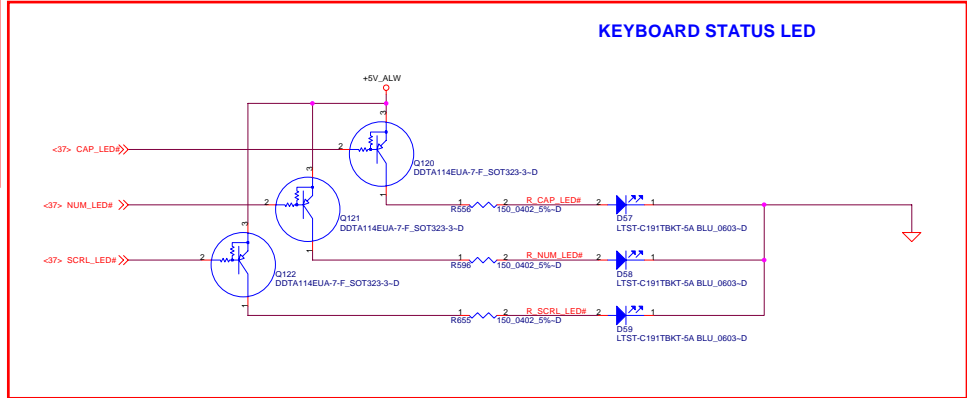 KEYBOARD STATUS LED
+5V_ALW
3
<37> CAP_LED#
2
Q120
DDTA114EUA-7-F_SOT323-3~D
1
3
<37> NUM_LED#
2
Q121
DDTA114EUA-7-F_SOT323-3~D
1
1
R556
2
150_0402_5%~D
R_CAP_LED#
2
1
D57
LTST-C191TBKT-5A BLU_0603~D
3
<37> SCRL_LED#
2
Q122
DDTA114EUA-7-F_SOT323-3~D
1
1
R596
2
150_0402_5%~D
R_NUM_LED#
2
1
D58
LTST-C191TBKT-5A BLU_0603~D
1
R655
2
150_0402_5%~D
R_SCRL_LED#
2
1
D59
LTST-C191TBKT-5A BLU_0603~D